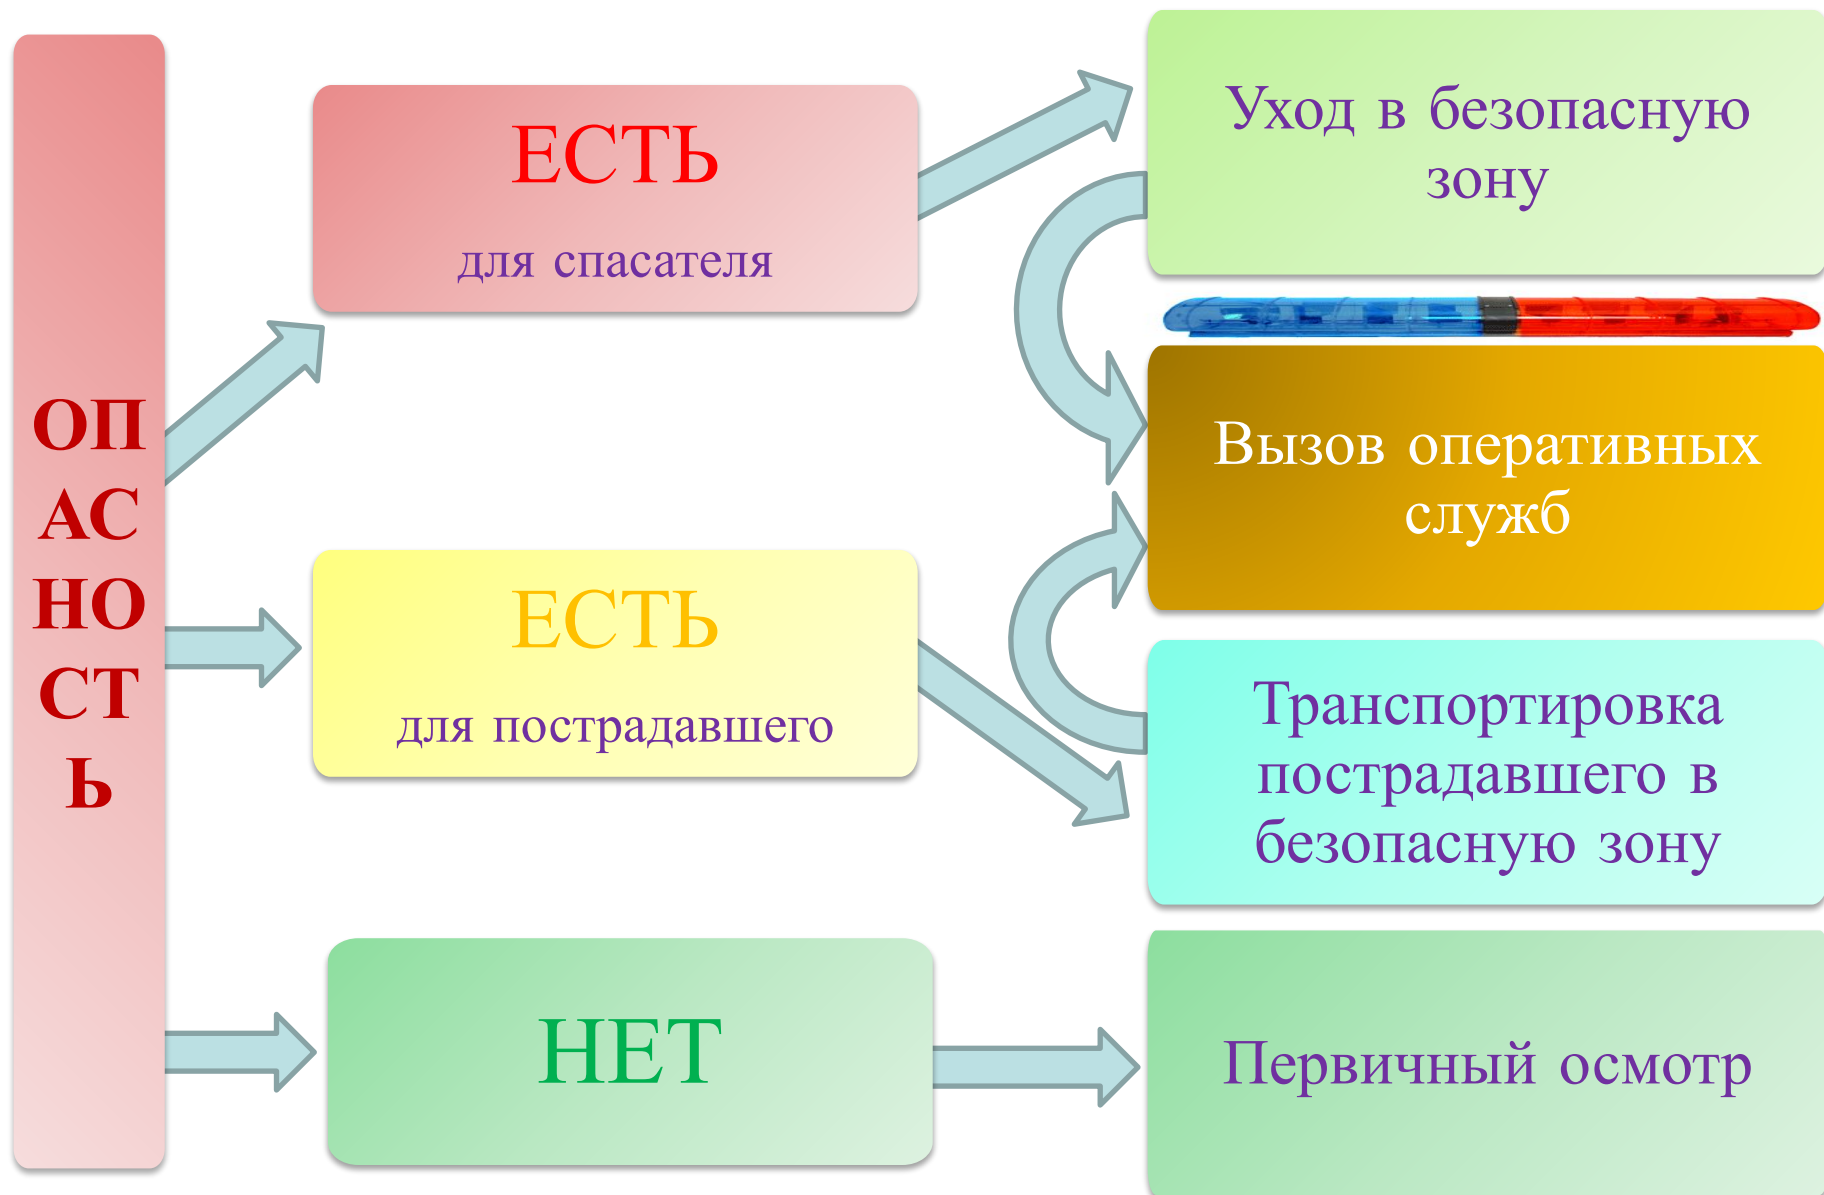 ОП
АС
НО
СТ
Ь
ЕСТЬ
для спасателя
ЕСТЬ
для пострадавшего
НЕТ
Уход в безопасную
зону
Вызов оперативных
служб
Транспортировка
пострадавшего в
безопасную зону
Первичный осмотр